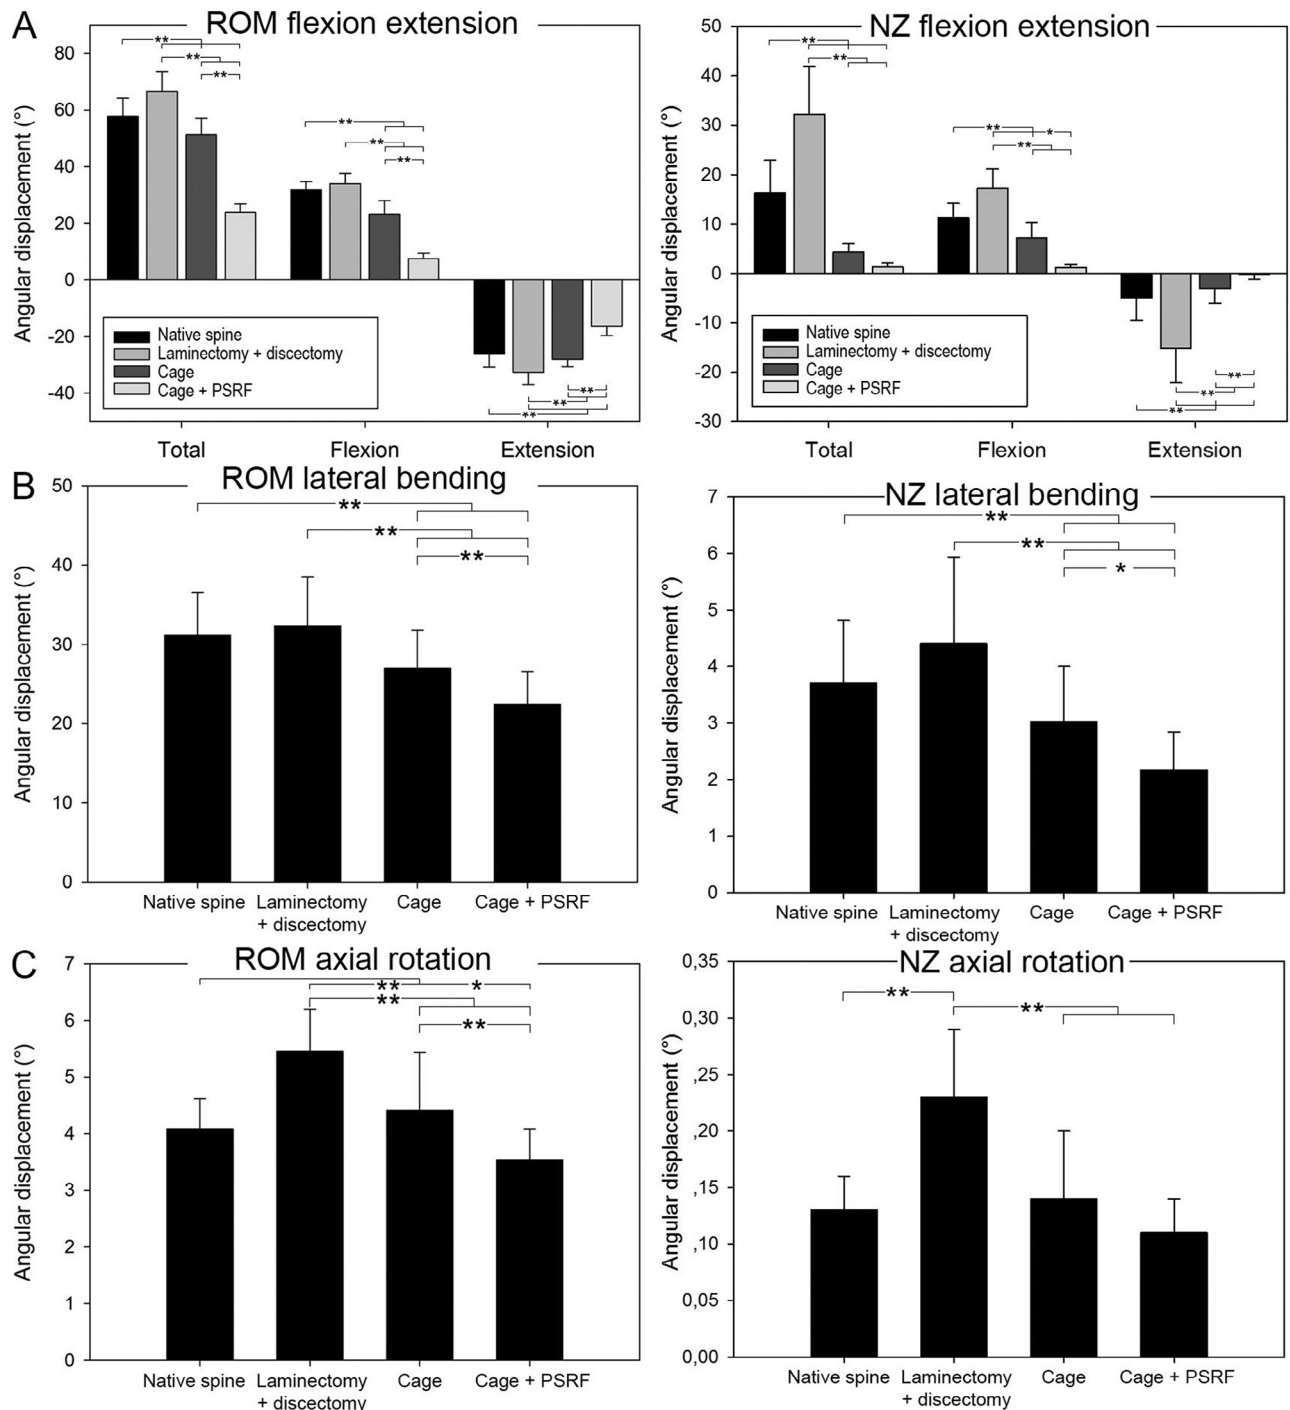 A
ROM flexion extension
Angular displacement (°)
80
60
40
20
0
-20
-40
**
**
**
**
**
**
**
**
**
Native spine
Laminectomy + discectomy
Cage
Cage + PSRF
Total
Flexion
Extension
NZ flexion extension
Angular displacement (°)
50
40
30
20
10
0
-10
-20
-30
**
**
**
*
**
**
**
**
Native spine
Laminectomy + discectomy
Cage
Cage + PSRF
Total
Flexion
Extension
B
ROM lateral bending
Angular displacement (°)
50
40
30
20
10
0
**
**
**
Native spine
Laminectomy
+ discectomy
Cage
Cage + PSRF
NZ lateral bending
Angular displacement (°)
7
6
5
4
3
2
1
0
**
**
*
Native spine
Laminectomy
+ discectomy
Cage
Cage + PSRF
C
ROM axial rotation
Angular displacement (°)
7
6
5
4
3
2
1
0
**
*
**
**
Native spine
Laminectomy
+ discectomy
Cage
Cage + PSRF
NZ axial rotation
Angular displacement (°)
0,35
0,30
,25
,20
,15
,10
0,05
0,00
**
**
Native spine
Laminectomy
+ discectomy
Cage
Cage + PSRF